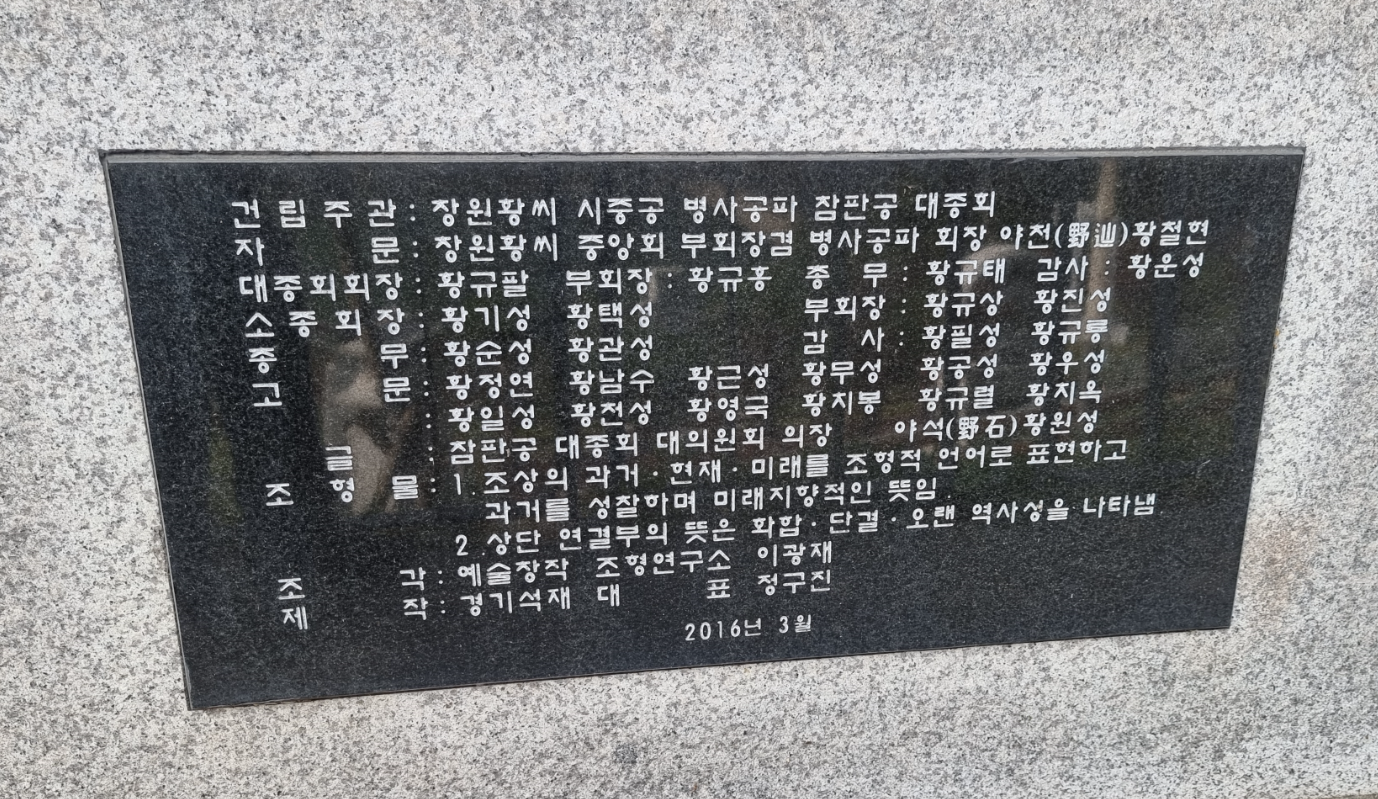 건립주관: 장원황씨 시중공 병사공파 참판공 대종회
자 문: 창원황씨 중앙회 부회장겸 병사공파 회장 야천(野汕)황철현
대종회회장: 황규팔 부회장: 황규흥 총 무: 황규태 감사: 황운성
소종회장: 황기성 황택성 부회장: 황규상 황진성
총 무: 황순성 황관성 감 사: 황필성 황규룡
고 문: 황정연 황남수 황근성 황무성 황공성 황우성
: 황일성 황전성 황영국 황치봉 황규렬 황지옥
글 : 참판공 대종회 대의원회 의장 야석(野石)황원성
조 형 물: 1. 조상의 과거·현재·미래를 조형적 언어로 표현하고
과거를 성찰하며 미래지향적인 뜻임.
2. 상단 연결부의 뜻은 화합·단결·오랜 역사성을 나타냄.
조 각: 예술창작 조형연구소 이광재
제 작: 경기석재 대 표 정구진
2016년 3월